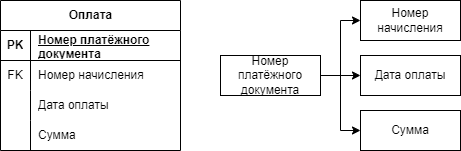 Оплата
PK Номер платёжного
документа
FK Номер начисления
Дата оплаты
Сумма
Номер
платёжного
документа
Номер
начисления
Дата оплаты
Сумма